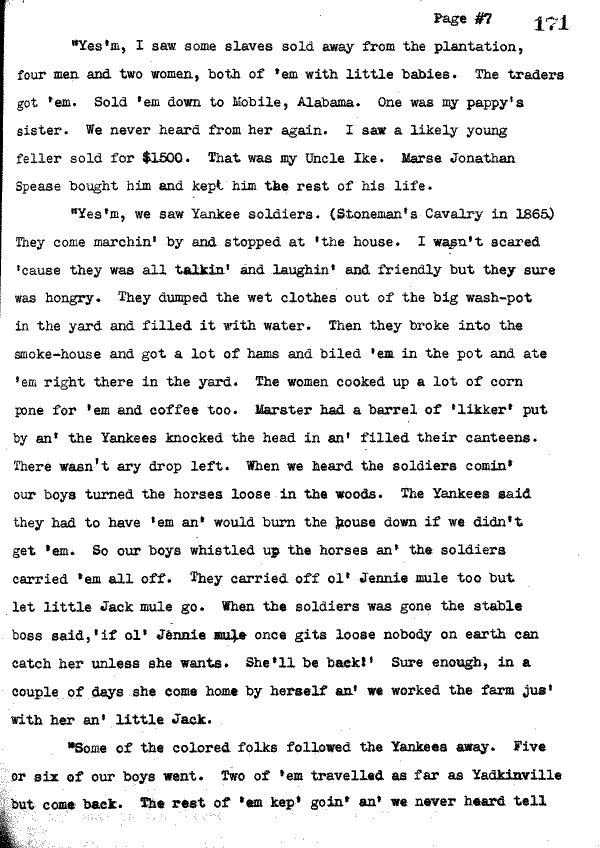 Page #7 171
"Yes'm, I saw some slaves sold away from the plantation,
four men and two women, both of 'em with little babies. The traders
got 'em. Sold 'em down to Mobile, Alabama. One was my pappy's
sister. We never heard from her again. I saw a likely young
feller sold for $1500. That was my Uncle Ike. Marse Jonathan
Spease bought him and kept him the rest of his life.
"Yes'm, we saw Yankee soldiers. (Stoneman's Cavalry in 1865)
They come marchin' by and stopped at 'the house. I wasn't scared
'cause they was all talkin' and laughin' and friendly but they sure
was hongry. They dumped the wet clothes out of the big wash-pot
in the yard and filled it with water. Then they broke into the
smoke-house and got a lot of hams and biled 'em in the pot and ate
'em right there in the yard. The women cooked up a lot of corn
pone for 'em and coffee too. Marster had a barrel of 'likker' put
by an' the Yankees knocked the head in an' filled their canteens.
There wasn't ary drop left. When we heard the soldiers comin'
our boys turned the horses loose in the woods. The Yankees said
they had to have 'em an' would burn the house down if we didn't
get 'em. So our boys whistled up the horses an' the soldiers
carried 'em all off. They carried off ol' Jennie mule too but
let little Jack mule go. When the soldiers was gone the stable
boss said,'if ol' Jennie mule once gits loose nobody on earth can
catch her unless she wants. She'll be back!' Sure enough, in a
couple of days she come home by herself an' we worked the farm jus'
with her an' little Jack.
"Some of the colored folks followed the Yankees away. Five
or six of our boys went. Two of 'em travelled as far as Yadkinville
but come back. The rest of 'em kep' goin' an' we never heard tell